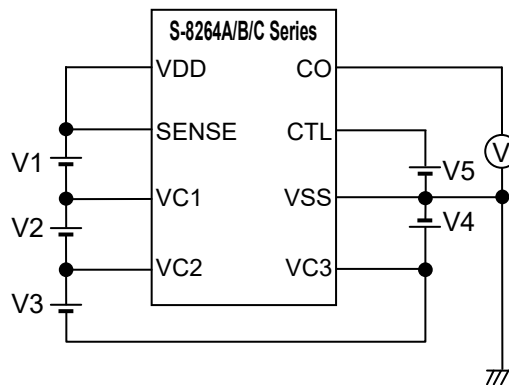 S-8264A/B/C Series
VDD
CO
SENSE
CTL
V1
V5
V
VC1
VSS
V2
V4
VC2
VC3
V3